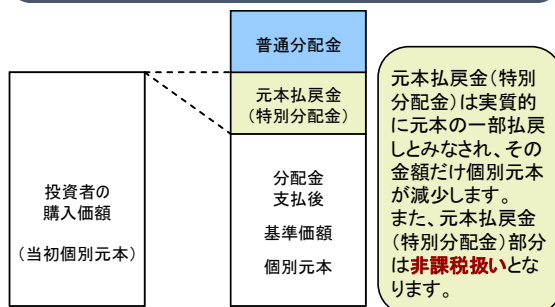 普通分配金
元本払戻金
(特別分配金)
投資者の
購入価額
(当初個別元本)
分配金
支払後
基準価額
個別元本
元本払戻金(特別
分配金)は実質的
に元本の一部払戻
しとみなされ、その
金額だけ個別元本
が減少します。
また、元本払戻金
(特別分配金)部分
は非課税扱いとな
ります。